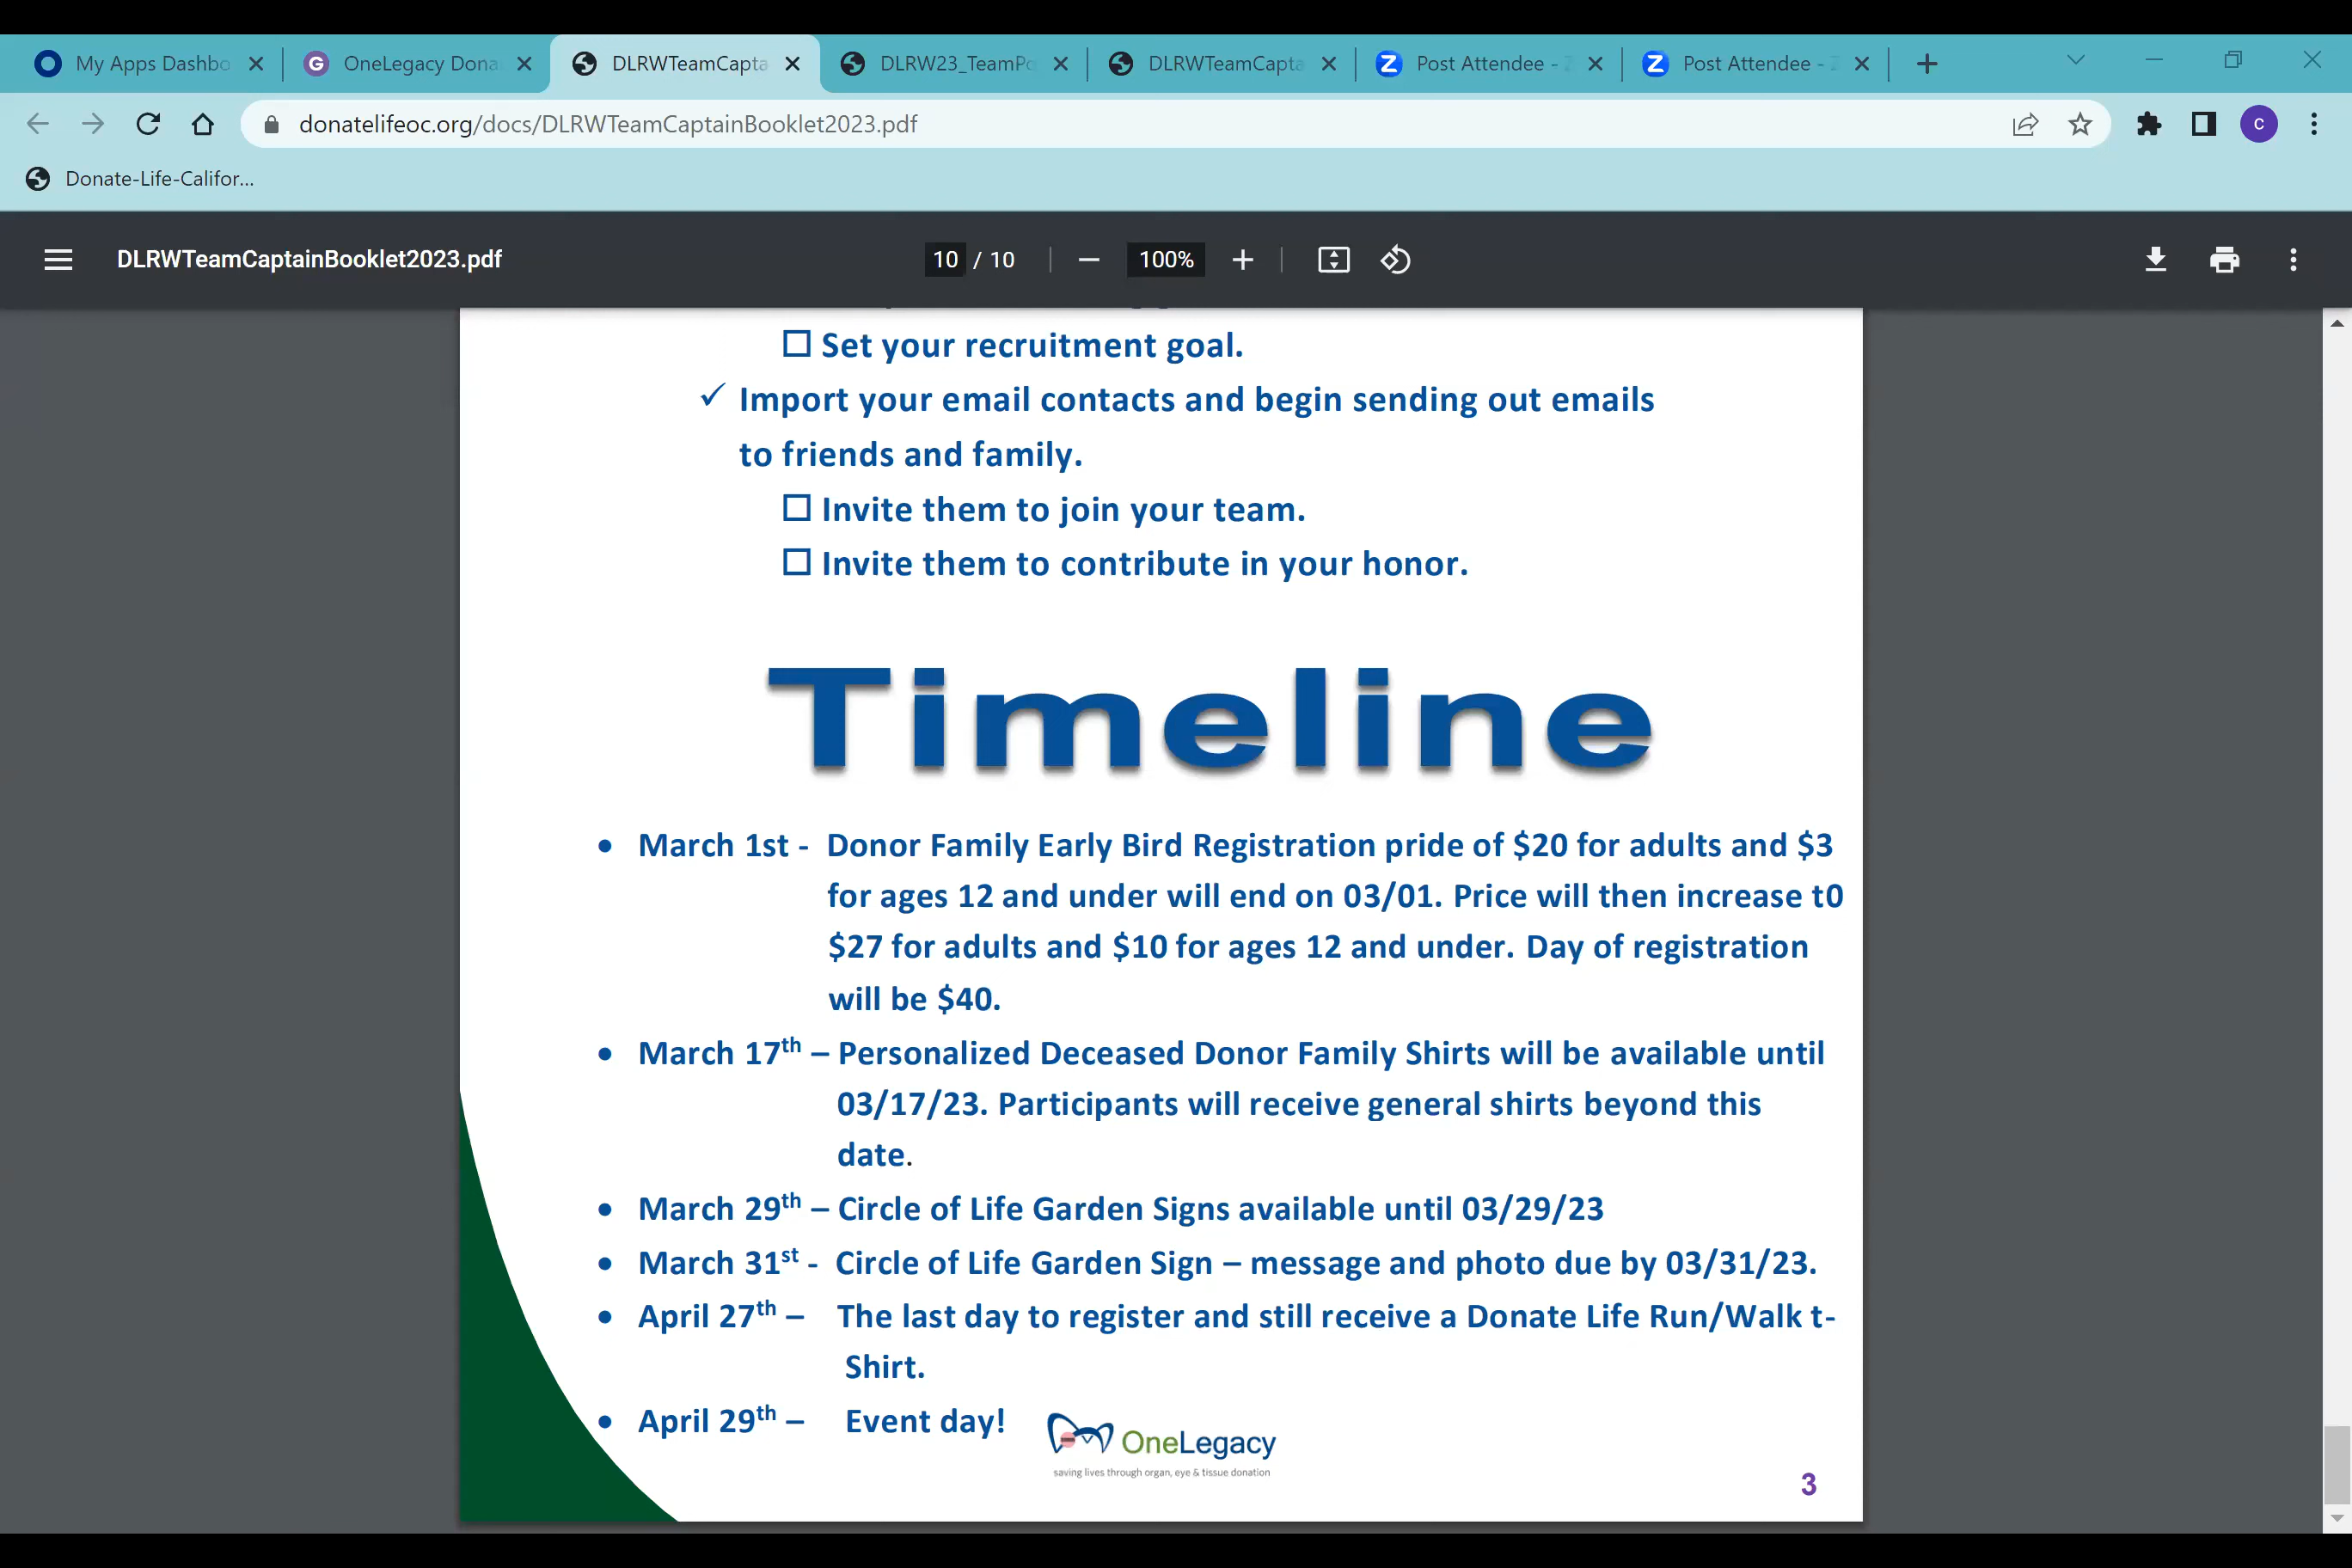 My Apps Dashbo
OneLegacy Dona
DLRWTeamCapta
DLRW23_TeamPo
DLRWTeamCapta
Post Attendee - Z
Post Attendee - Z
donatelifeoc.org/docs/DLRWTeamCaptainBooklet2023.pdf
C
Donate-Life-Califor...
DLRWTeamCaptainBooklet2023.pdf
10 / 10
100%
Set your recruitment goal.
✓ Import your email contacts and begin sending out emails
to friends and family.
Invite them to join your team.
Invite them to contribute in your honor.
Timeline
• March 1st - Donor Family Early Bird Registration pride of $20 for adults and $3
for ages 12 and under will end on 03/01. Price will then increase t0
$27 for adults and $10 for ages 12 and under. Day of registration
will be $40.
• March 17th – Personalized Deceased Donor Family Shirts will be available until
03/17/23. Participants will receive general shirts beyond this
date.
• March 29th – Circle of Life Garden Signs available until 03/29/23
• March 31st - Circle of Life Garden Sign – message and photo due by 03/31/23.
• April 27th – The last day to register and still receive a Donate Life Run/Walk t-
Shirt.
• April 29th – Event day!
OneLegacy
saving lives through organ, eye & tissue donation
3